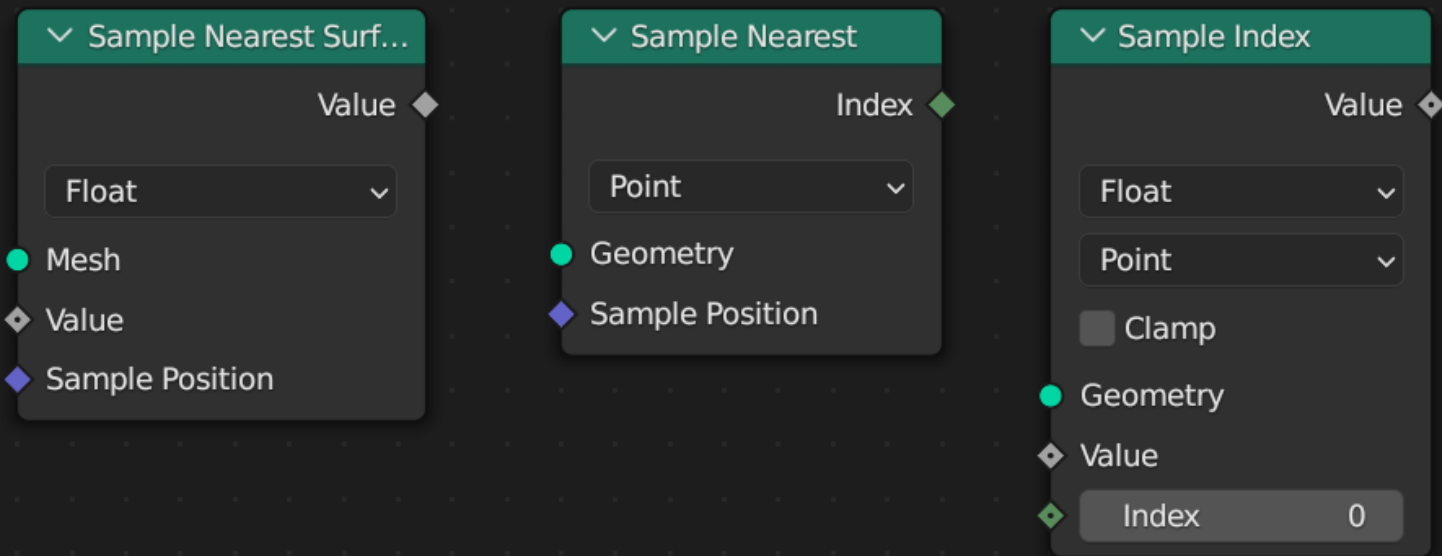 Sample Nearest Surf...
Value
Float
Mesh
Value
Sample Position
Sample Nearest
Index
Point
Geometry
Sample Position
Sample Index
Value
Float
Point
Clamp
Geometry
Value
Index 0